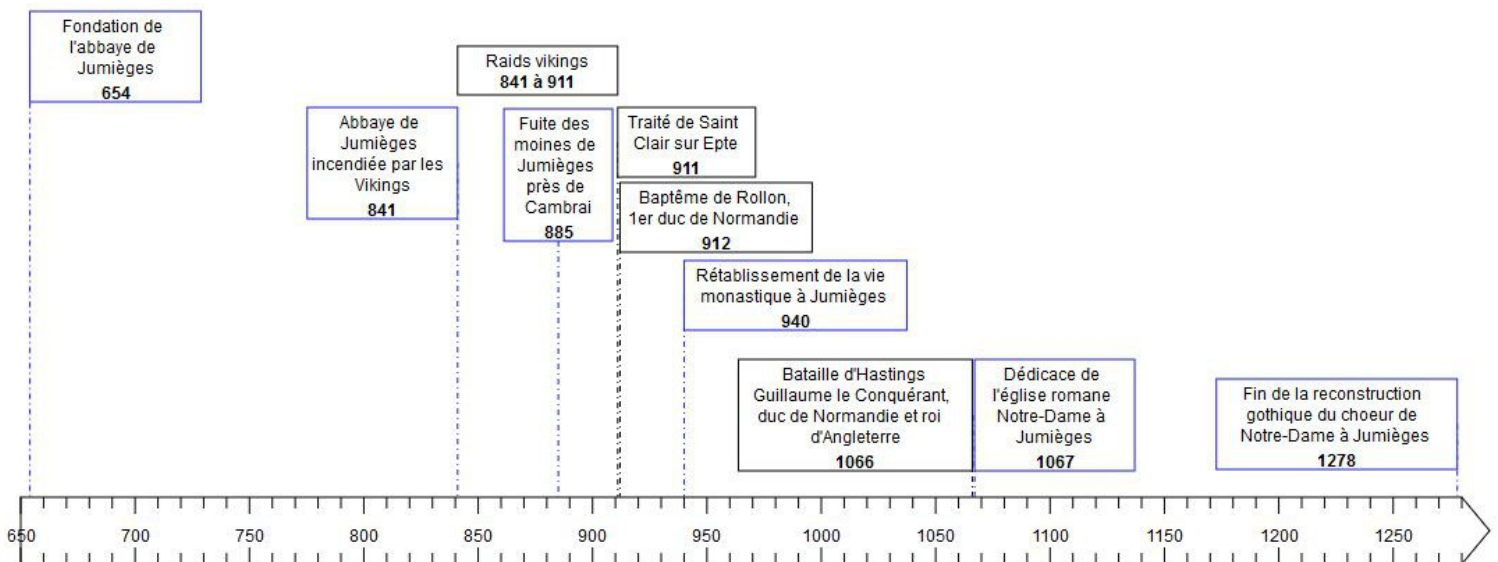 Fondation de
l'abbaye de
Jumièges
654
Raids vikings
841 à 911
Abbaye de
Jumièges
incendiée par les
Vikings
841
Fuite des
moines de
Jumièges
près de
Cambrai
885
Traité de Saint
Clair sur Epte
911
Baptême de Rollon,
1er duc de Normandie
912
Rétablissement de la vie
monastique à Jumièges
940
Bataille d'Hastings
Guillaume le Conquérant,
duc de Normandie et roi
d'Angleterre
1066
Dédicace de
l'église romane
Notre-Dame à
Jumièges
1067
Fin de la reconstruction
gothique du choeur de
Notre-Dame à Jumièges
1278
650 700 750 800 850 900 950 1000 1050 1100 1150 1200 1250